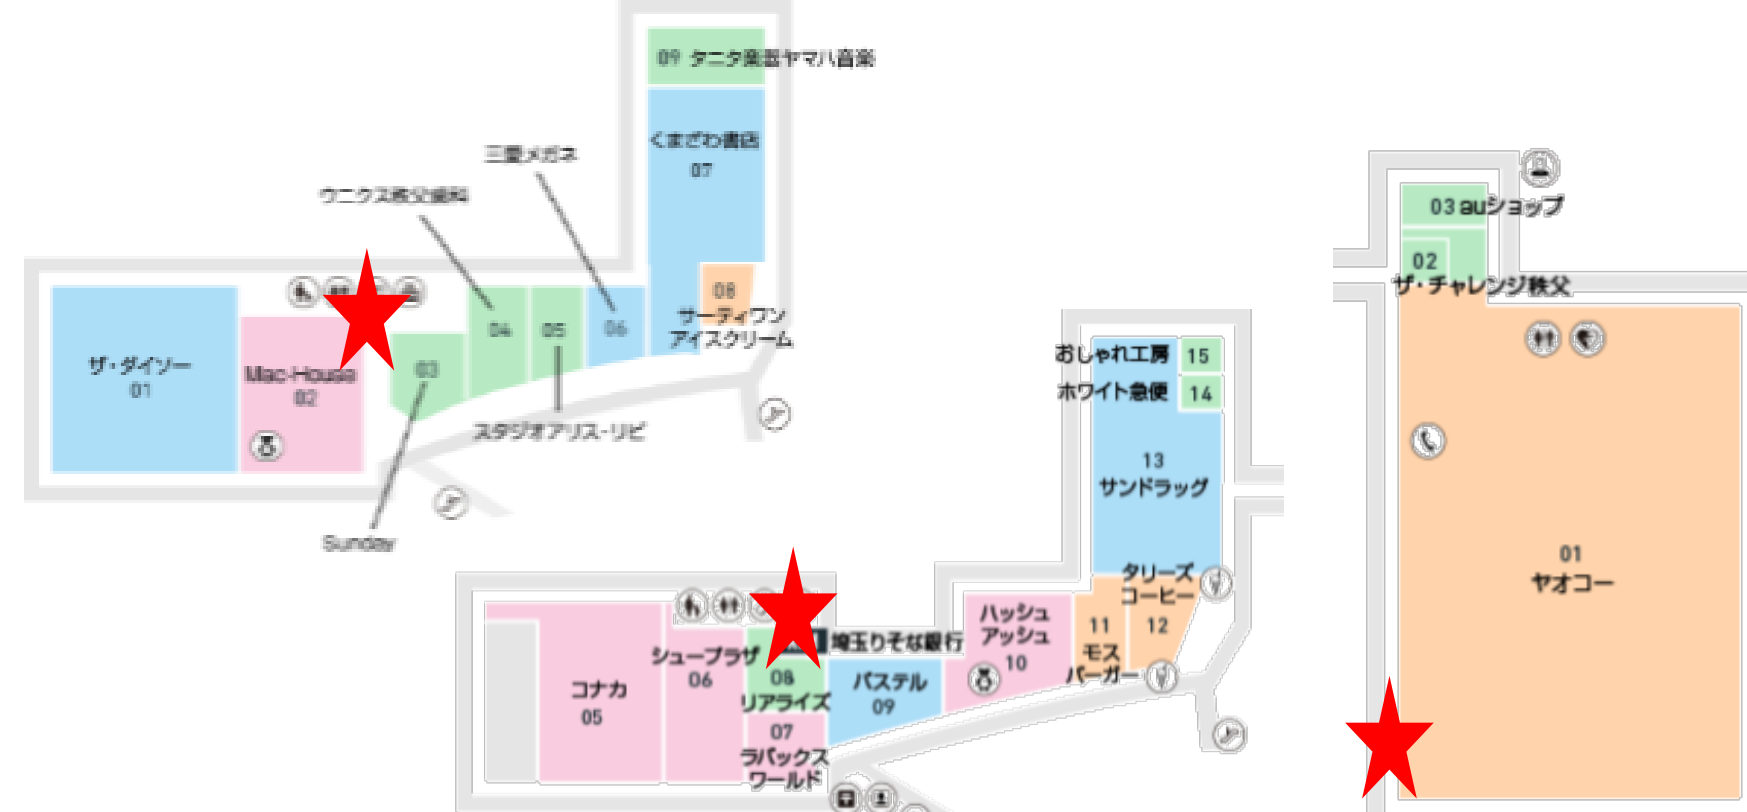 09 タニタ楽器ヤマハ音楽
くまざわ書店
07
三愛メガネ
ウニクス秩父歯科
08
サーティワン
アイスクリーム
04
05
06
ザ・ダイソー
01
Mac-House
02
03
スタジオアリス・リピ
Sunday
おしゃれ工房 15
ホワイト急便 14
13
サンドラッグ
タリーズ
コーヒー
12
11
モス
バーガー
ハッシュ
アッシュ
10
埼玉りそな銀行
パステル
09
シュープラザ
06
08
リアライズ
07
ラバックス
ワールド
コナカ
05
03 auショップ
02
ザ・チャレンジ秩父
01
ヤオコー